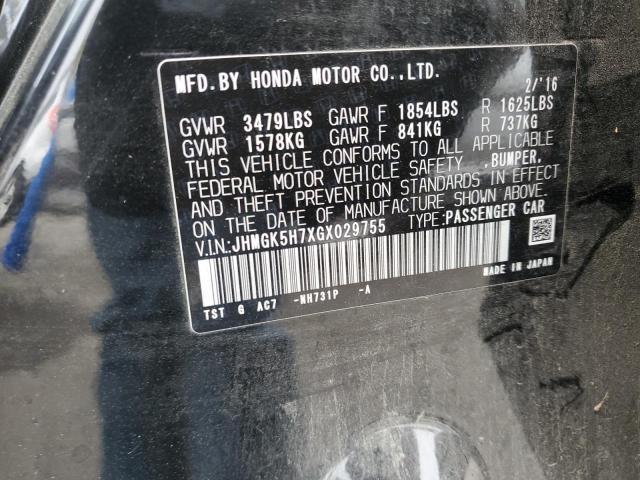 MFD.BY HONDA MOTOR CO.,LTD. 2/'16
GVWR 3479LBS GAWR F 1854LBS R 1625LBS
GVWR 1578KG GAWR F 841KG R 737KG
THIS VEHICLE CONFORMS TO ALL APPLICABLE
FEDERAL MOTOR VEHICLE SAFETY ,BUMPER,
AND THEFT PREVENTION STANDARDS IN EFFECT
ON THE DATE OF MANUFACTURE SHOWN ABOVE.
V.IN.:JHMGK5H7XGX029755 TYPE:PASSENGER CAR
MADE IN JAPAN
TST G AC7 -NH731P -A